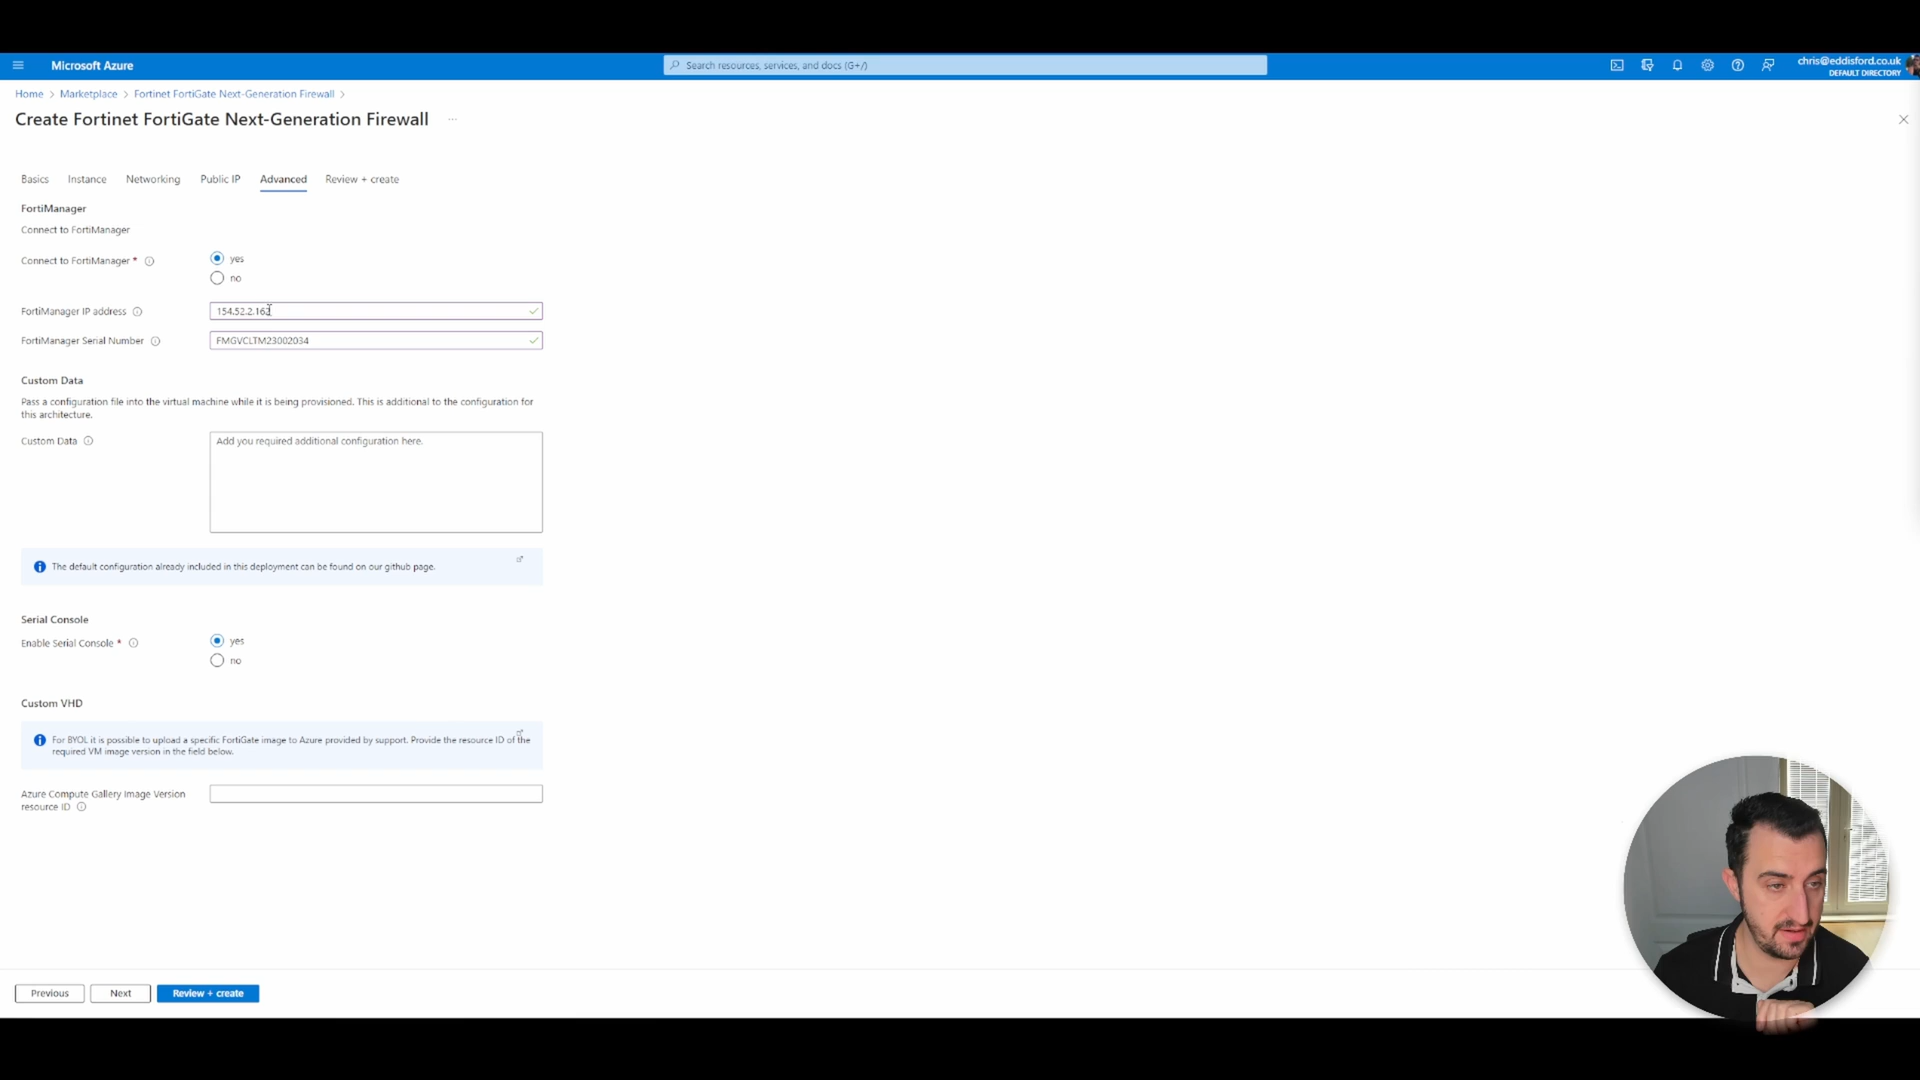 Microsoft Azure
Search resources, services, and docs (G+/)
chris@eddisford.co.uk
DEFAULT DIRECTORY
Home > Marketplace > Fortinet FortiGate Next-Generation Firewall >
Create Fortinet FortiGate Next-Generation Firewall ...
Basics Instance Networking Public IP Advanced Review + create
FortiManager
Connect to FortiManager
Connect to FortiManager * yes
no
FortiManager IP address
FortiManager Serial Number FMGVCLTM23002034
Custom Data
Pass a configuration file into the virtual machine while it is being provisioned. This is additional to the configuration for
this architecture.
Custom Data Add you required additional configuration here.
The default configuration already included in this deployment can be found on our github page.
Serial Console
Enable Serial Console * yes
no
Custom VHD
For BYOL it is possible to upload a specific FortiGate image to Azure provided by support. Provide the resource ID of the
required VM image version in the field below.
Azure Compute Gallery Image Version
resource ID
Previous Next Review + create